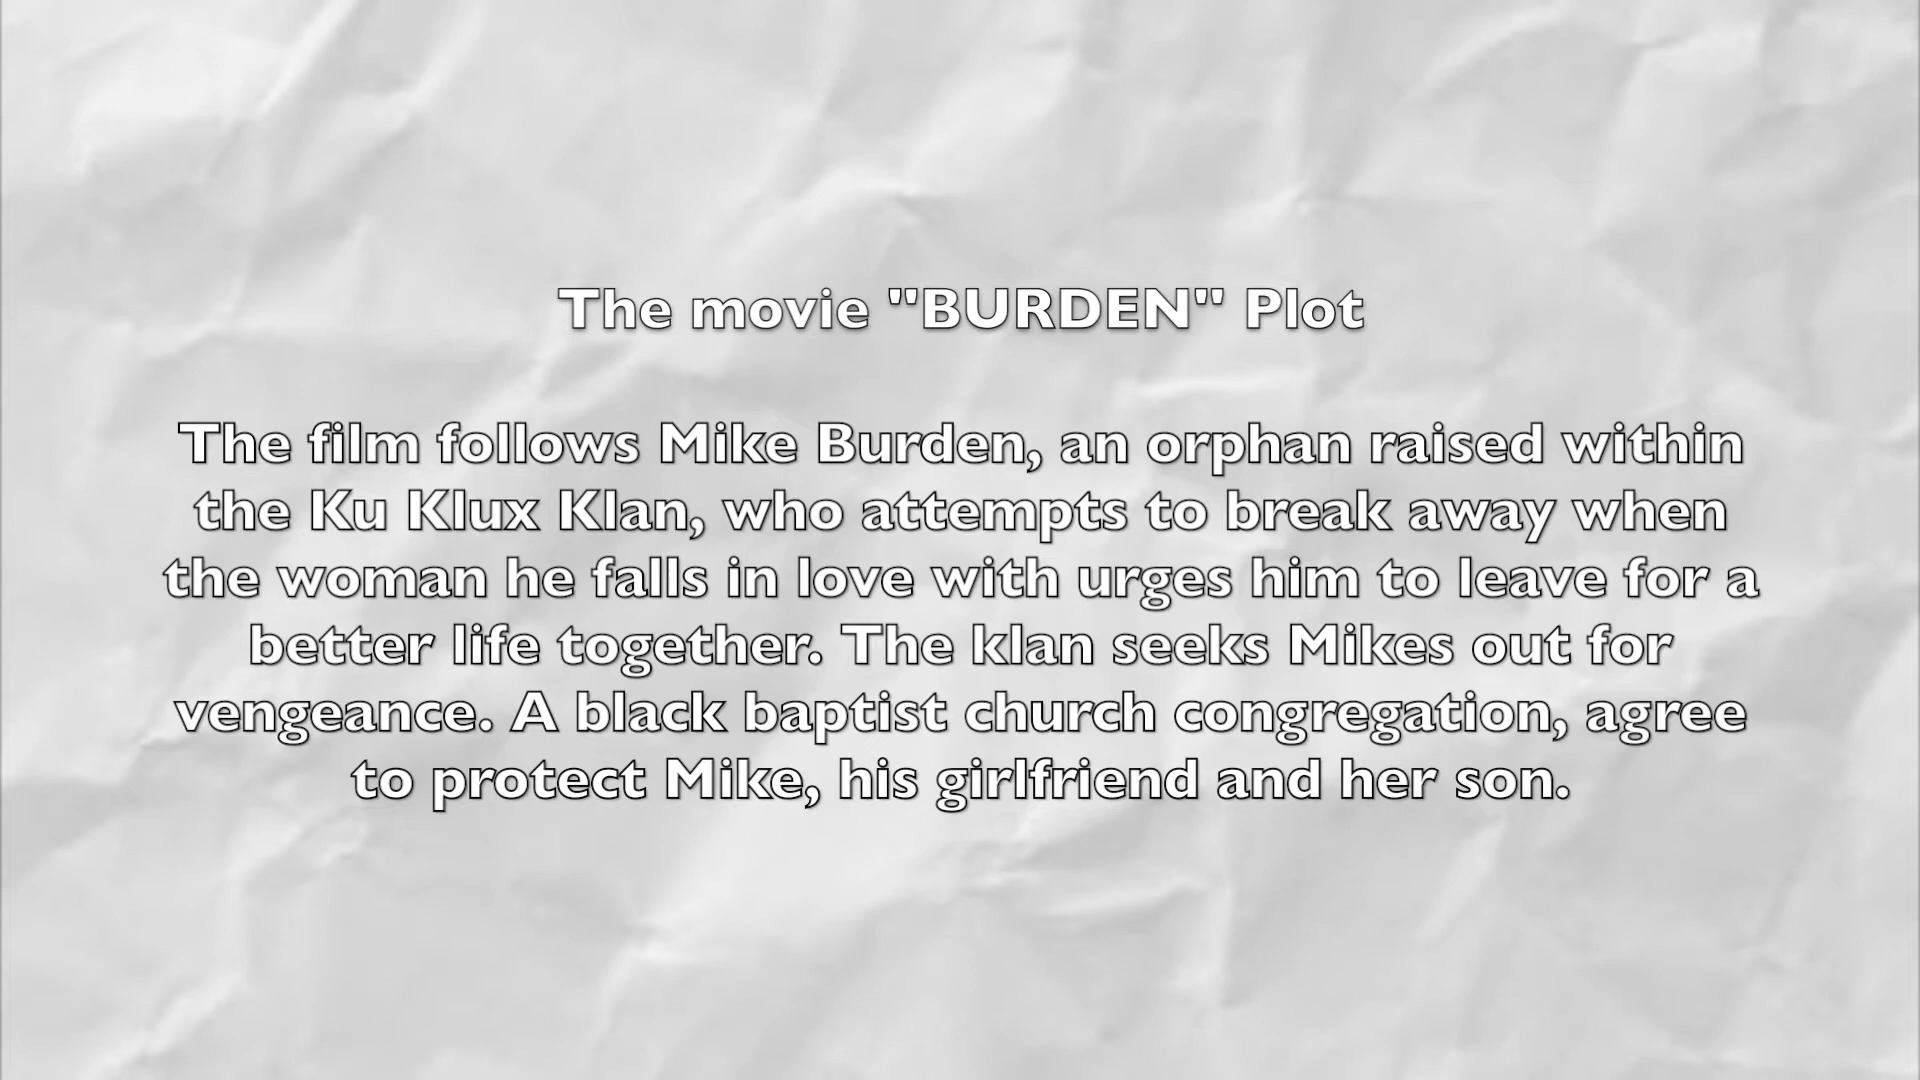 The movie "BURDEN" Plot
The film follows Mike Burden, an orphan raised within
the Ku Klux Klan, who attempts to break away when
the woman he falls in love with urges him to leave for a
better life together. The klan seeks Mikes out for
vengeance. A black baptist church congregation, agree
to protect Mike, his girlfriend and her son.